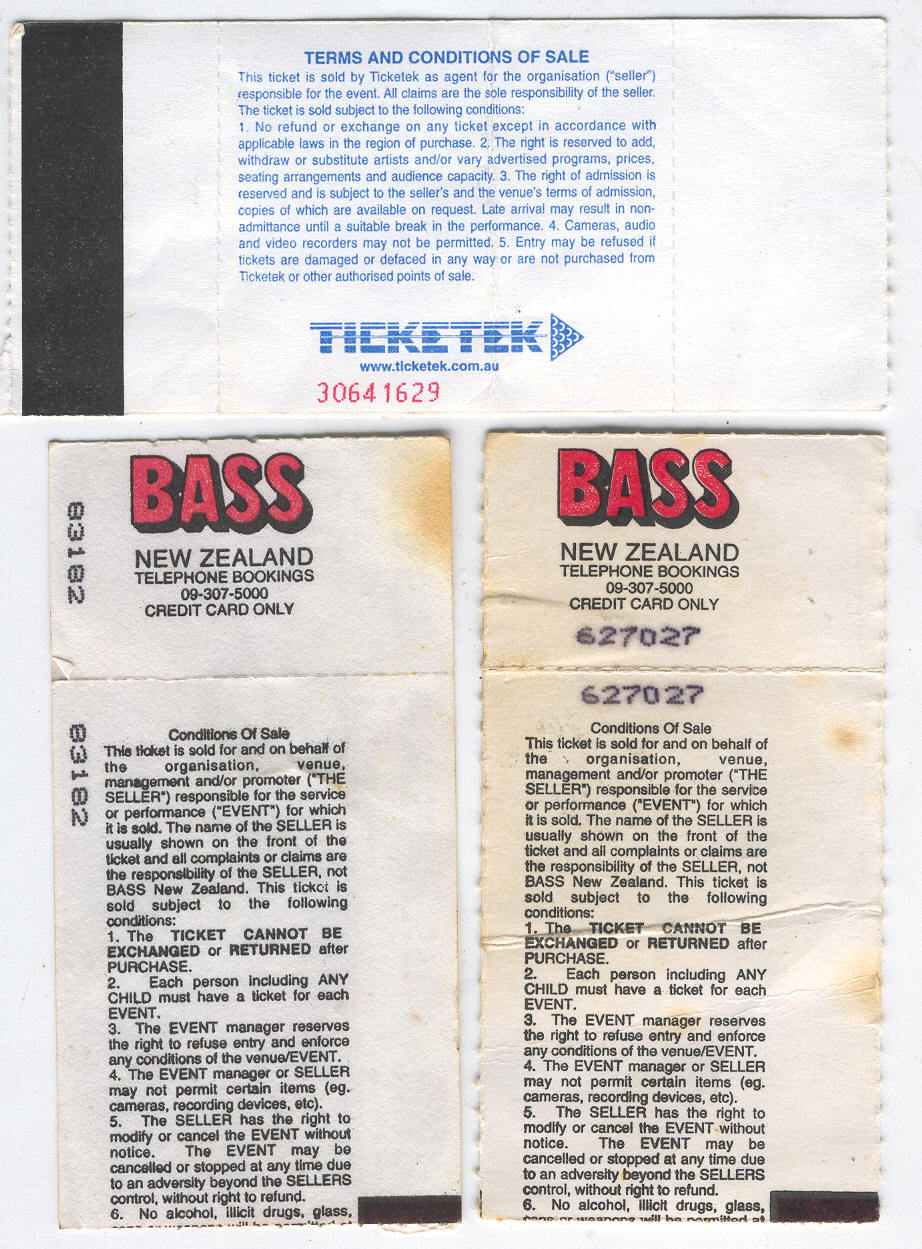 TERMS AND CONDITIONS OF SALE
This ticket is sold by Ticketek as agent for the organisation ("seller")
responsible for the event. All claims are the sole responsibility of the seller.
The ticket is sold subject to the following conditions:
1. No refund or exchange on any ticket except in accordance with
applicable laws in the region of purchase. 2. The right is reserved to add,
withdraw or substitute artists and/or vary advertised programs, prices,
seating arrangements and audience capacity. 3. The right of admission is
reserved and is subject to the seller's and the venue's terms of admission,
copies of which are available on request. Late arrival may result in non-
admittance until a suitable break in the performance. 4. Cameras, audio
and video recorders may not be permitted. 5. Entry may be refused if
tickets are damaged or defaced in any way or are not purchased from
Ticketek or other authorised points of sale.
TICKETEK
www.ticketek.com.au
30641629
BASS
NEW ZEALAND
TELEPHONE BOOKINGS
09-307-5000
CREDIT CARD ONLY
83182
83182
Conditions Of Sale
This ticket is sold for and on behalf of
the organisation, venue,
management and/or promoter ("THE
SELLER") responsible for the service
or performance ("EVENT") for which
it is sold. The name of the SELLER is
usually shown on the front of the
ticket and all complaints or claims are
the responsibility of the SELLER, not
BASS New Zealand. This ticket is
sold subject to the following
conditions:
1. The TICKET CANNOT BE
EXCHANGED or RETURNED after
PURCHASE.
2. Each person including ANY
CHILD must have a ticket for each
EVENT.
3. The EVENT manager reserves
the right to refuse entry and enforce
any conditions of the venue/EVENT.
4. The EVENT manager or SELLER
may not permit certain items (eg.
cameras, recording devices, etc).
5. The SELLER has the right to
modify or cancel the EVENT without
notice. The EVENT may be
cancelled or stopped at any time due
to an adversity beyond the SELLERS
control, without right to refund.
6. No alcohol, illicit drugs, glass,
cans or weapons will be permitted at
BASS
NEW ZEALAND
TELEPHONE BOOKINGS
09-307-5000
CREDIT CARD ONLY
627027
627027
Conditions Of Sale
This ticket is sold for and on behalf of
the organisation, venue,
management and/or promoter ("THE
SELLER") responsible for the service
or performance ("EVENT") for which
it is sold. The name of the SELLER is
usually shown on the front of the
ticket and all complaints or claims are
the responsibility of the SELLER, not
BASS New Zealand. This ticket is
sold subject to the following
conditions:
1. The TICKET CANNOT BE
EXCHANGED or RETURNED after
PURCHASE.
2. Each person including ANY
CHILD must have a ticket for each
EVENT.
3. The EVENT manager reserves
the right to refuse entry and enforce
any conditions of the venue/EVENT.
4. The EVENT manager or SELLER
may not permit certain items (eg.
cameras, recording devices, etc).
5. The SELLER has the right to
modify or cancel the EVENT without
notice. The EVENT may be
cancelled or stopped at any time due
to an adversity beyond the SELLERS
control, without right to refund.
6. No alcohol, illicit drugs, glass,
cans or weapons will be permitted at